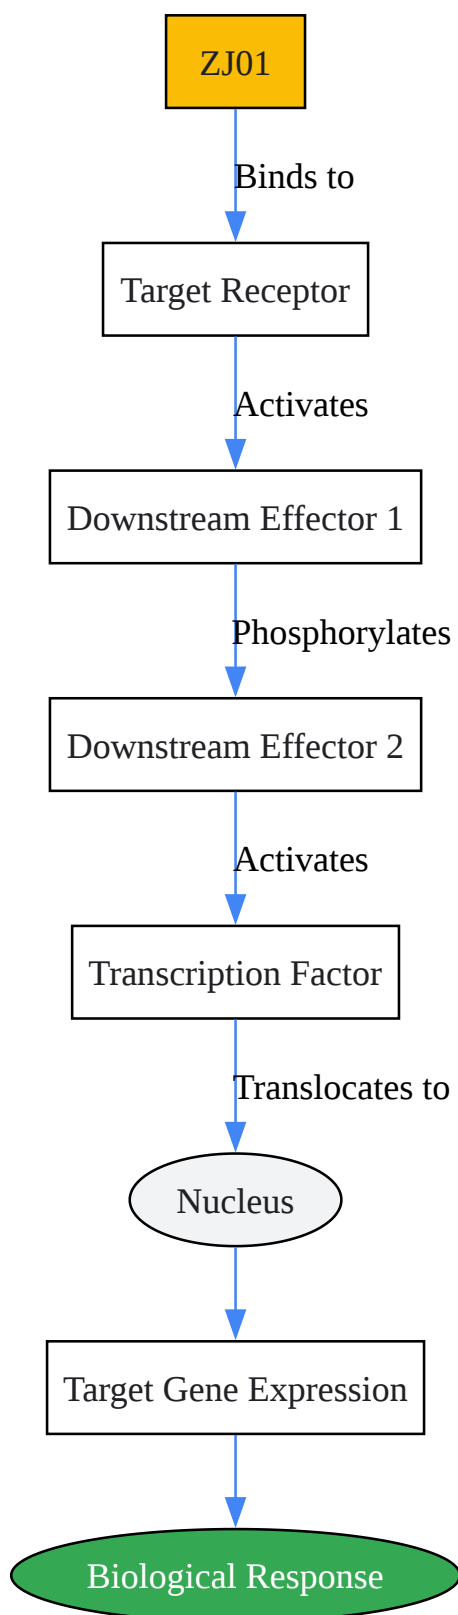 ZJ01
Binds to
Target Receptor
Activates
Downstream Effector 1
Phosphorylates
Downstream Effector 2
Activates
Transcription Factor
Translocates to
Nucleus
Target Gene Expression
Biological Response